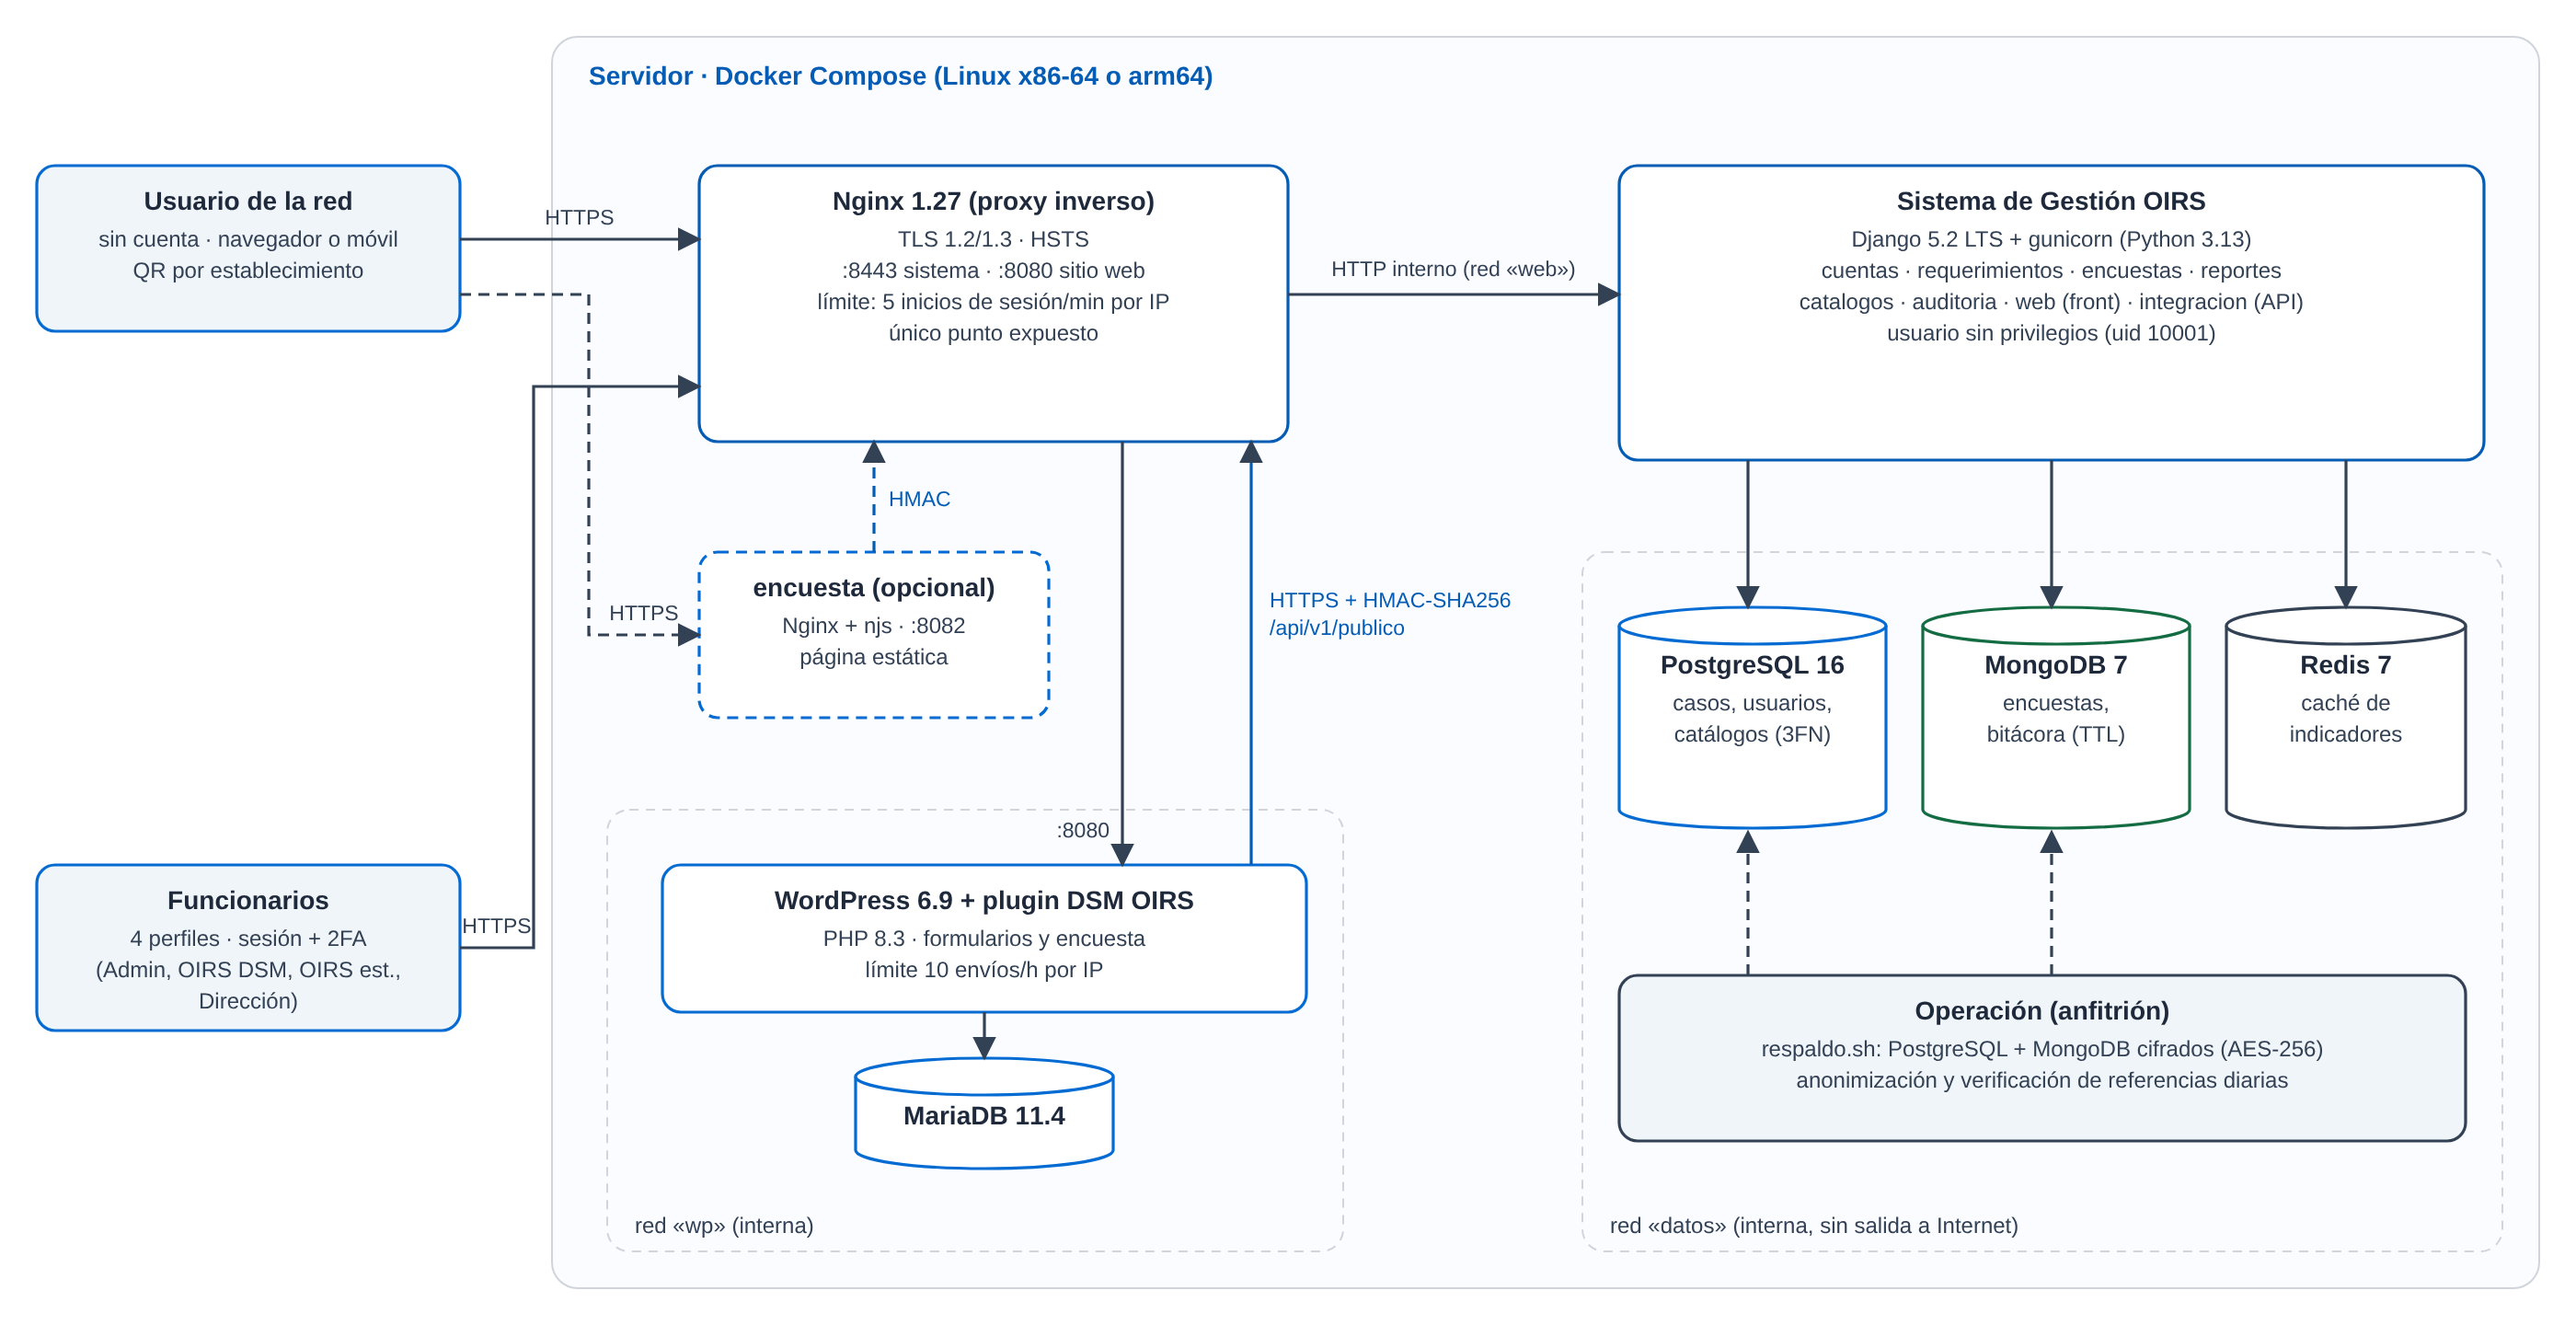 Servidor · Docker Compose (Linux x86-64 o arm64)
Usuario de la red
sin cuenta · navegador o móvil
QR por establecimiento
HTTPS
Nginx 1.27 (proxy inverso)
TLS 1.2/1.3 · HSTS
:8443 sistema · :8080 sitio web
límite: 5 inicios de sesión/min por IP
único punto expuesto
HTTP interno (red «web»)
Sistema de Gestión OIRS
Django 5.2 LTS + gunicorn (Python 3.13)
cuentas · requerimientos · encuestas · reportes
catalogos · auditoria · web (front) · integracion (API)
usuario sin privilegios (uid 10001)
HMAC
HTTPS
encuesta (opcional)
Nginx + njs · :8082
página estática
HTTPS + HMAC-SHA256
/api/v1/publico
PostgreSQL 16
casos, usuarios,
catálogos (3FN)
MongoDB 7
encuestas,
bitácora (TTL)
Redis 7
caché de
indicadores
:8080
Funcionarios
4 perfiles · sesión + 2FA
(Admin, OIRS DSM, OIRS est.,
Dirección)
HTTPS
WordPress 6.9 + plugin DSM OIRS
PHP 8.3 · formularios y encuesta
límite 10 envíos/h por IP
MariaDB 11.4
red «wp» (interna)
Operación (anfitrión)
respaldo.sh: PostgreSQL + MongoDB cifrados (AES-256)
anonimización y verificación de referencias diarias
red «datos» (interna, sin salida a Internet)